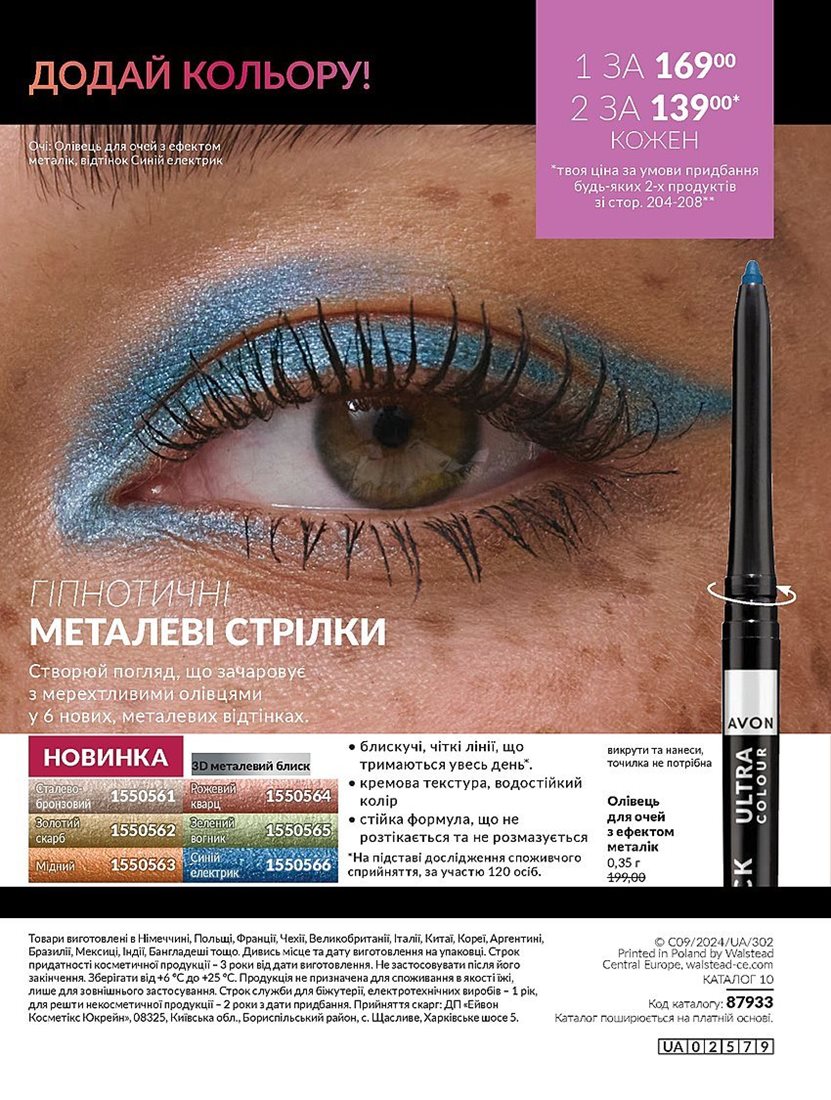 ДОДАЙ КОЛЬОРУ!
1 ЗА 169⁰⁰
2 ЗА 139⁰⁰*
КОЖЕН
*твоя ціна за умови придбання
будь-яких 2-х продуктів
зі стор. 204-208**
Очі: Олівець для очей з ефектом
металік, відтінок Синій електрик
ГІПНОТИЧНІ
МЕТАЛЕВІ СТРІЛКИ
Створюй погляд, що зачаровує
з мерехтливими олівцями
у 6 нових, металевих відтінках.
НОВИНКА
3D металевий блиск
Сталево-
бронзовий 1550561
Рожевий
кварц 1550564
Золотий
скарб 1550562
Зелений
вогник 1550565
Мідний 1550563
Синій
електрик 1550566
• блискучі, чіткі лінії, що
тримаються увесь день*.
• кремова текстура, водостійкий
колір
• стійка формула, що не
розтікається та не розмазується
*На підставі дослідження споживчого
сприйняття, за участю 120 осіб.
викрути та нанеси,
точилка не потрібна
Олівець
для очей
з ефектом
металік
0,35 г
199,00
AVON
ULTRA
COLOUR
CK
Товари виготовлені в Німеччині, Польщі, Франції, Чехії, Великобританії, Італії, Китаї, Кореї, Аргентині,
Бразилії, Мексиці, Індії, Бангладеші тощо. Дивись місце та дату виготовлення на упаковці. Строк
придатності косметичної продукції – 3 роки від дати виготовлення. Не застосовувати після його
закінчення. Зберігати від +6 °С до +25 °С. Продукція не призначена для споживання в якості їжі,
лише для зовнішнього застосування. Строк служби для біжутерії, електротехнічних виробів – 1 рік,
для решти некосметичної продукції – 2 роки з дати придбання. Прийняття скарг: ДП «Ейвон
Косметікс Юкрейн», 08325, Київська обл., Бориспільський район, с. Щасливе, Харківське шосе 5.
© C09/2024/UA/302
Printed in Poland by Walstead
Central Europe, walstead-ce.com
КАТАЛОГ 10
Код каталогу: 87933
Каталог поширюється на платній основі.
UA 0 2 5 7 9